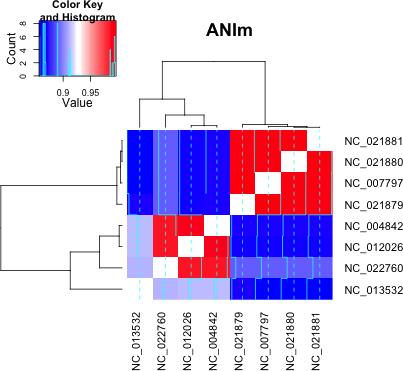 Color Key
and Histogram
ANIm
Count
0 2 4 6 8
0.9 0.95
Value
NC_021881
NC_021880
NC_007797
NC_021879
NC_004842
NC_012026
NC_022760
NC_013532
NC_013532
NC_022760
NC_012026
NC_004842
NC_021879
NC_007797
NC_021880
NC_021881